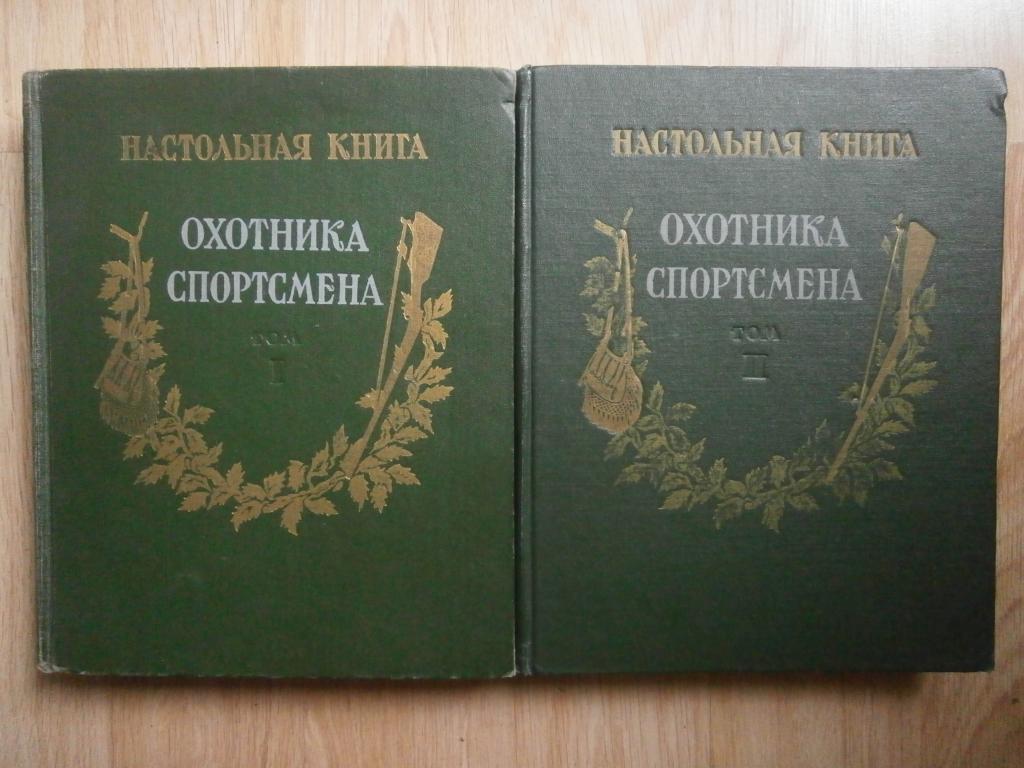 НАСТОЛЬНАЯ КНИГА
ОХОТНИКА
СПОРТСМЕНА
ТОМ
I
НАСТОЛЬНАЯ КНИГА
ОХОТНИКА
СПОРТСМЕНА
ТОМ
II